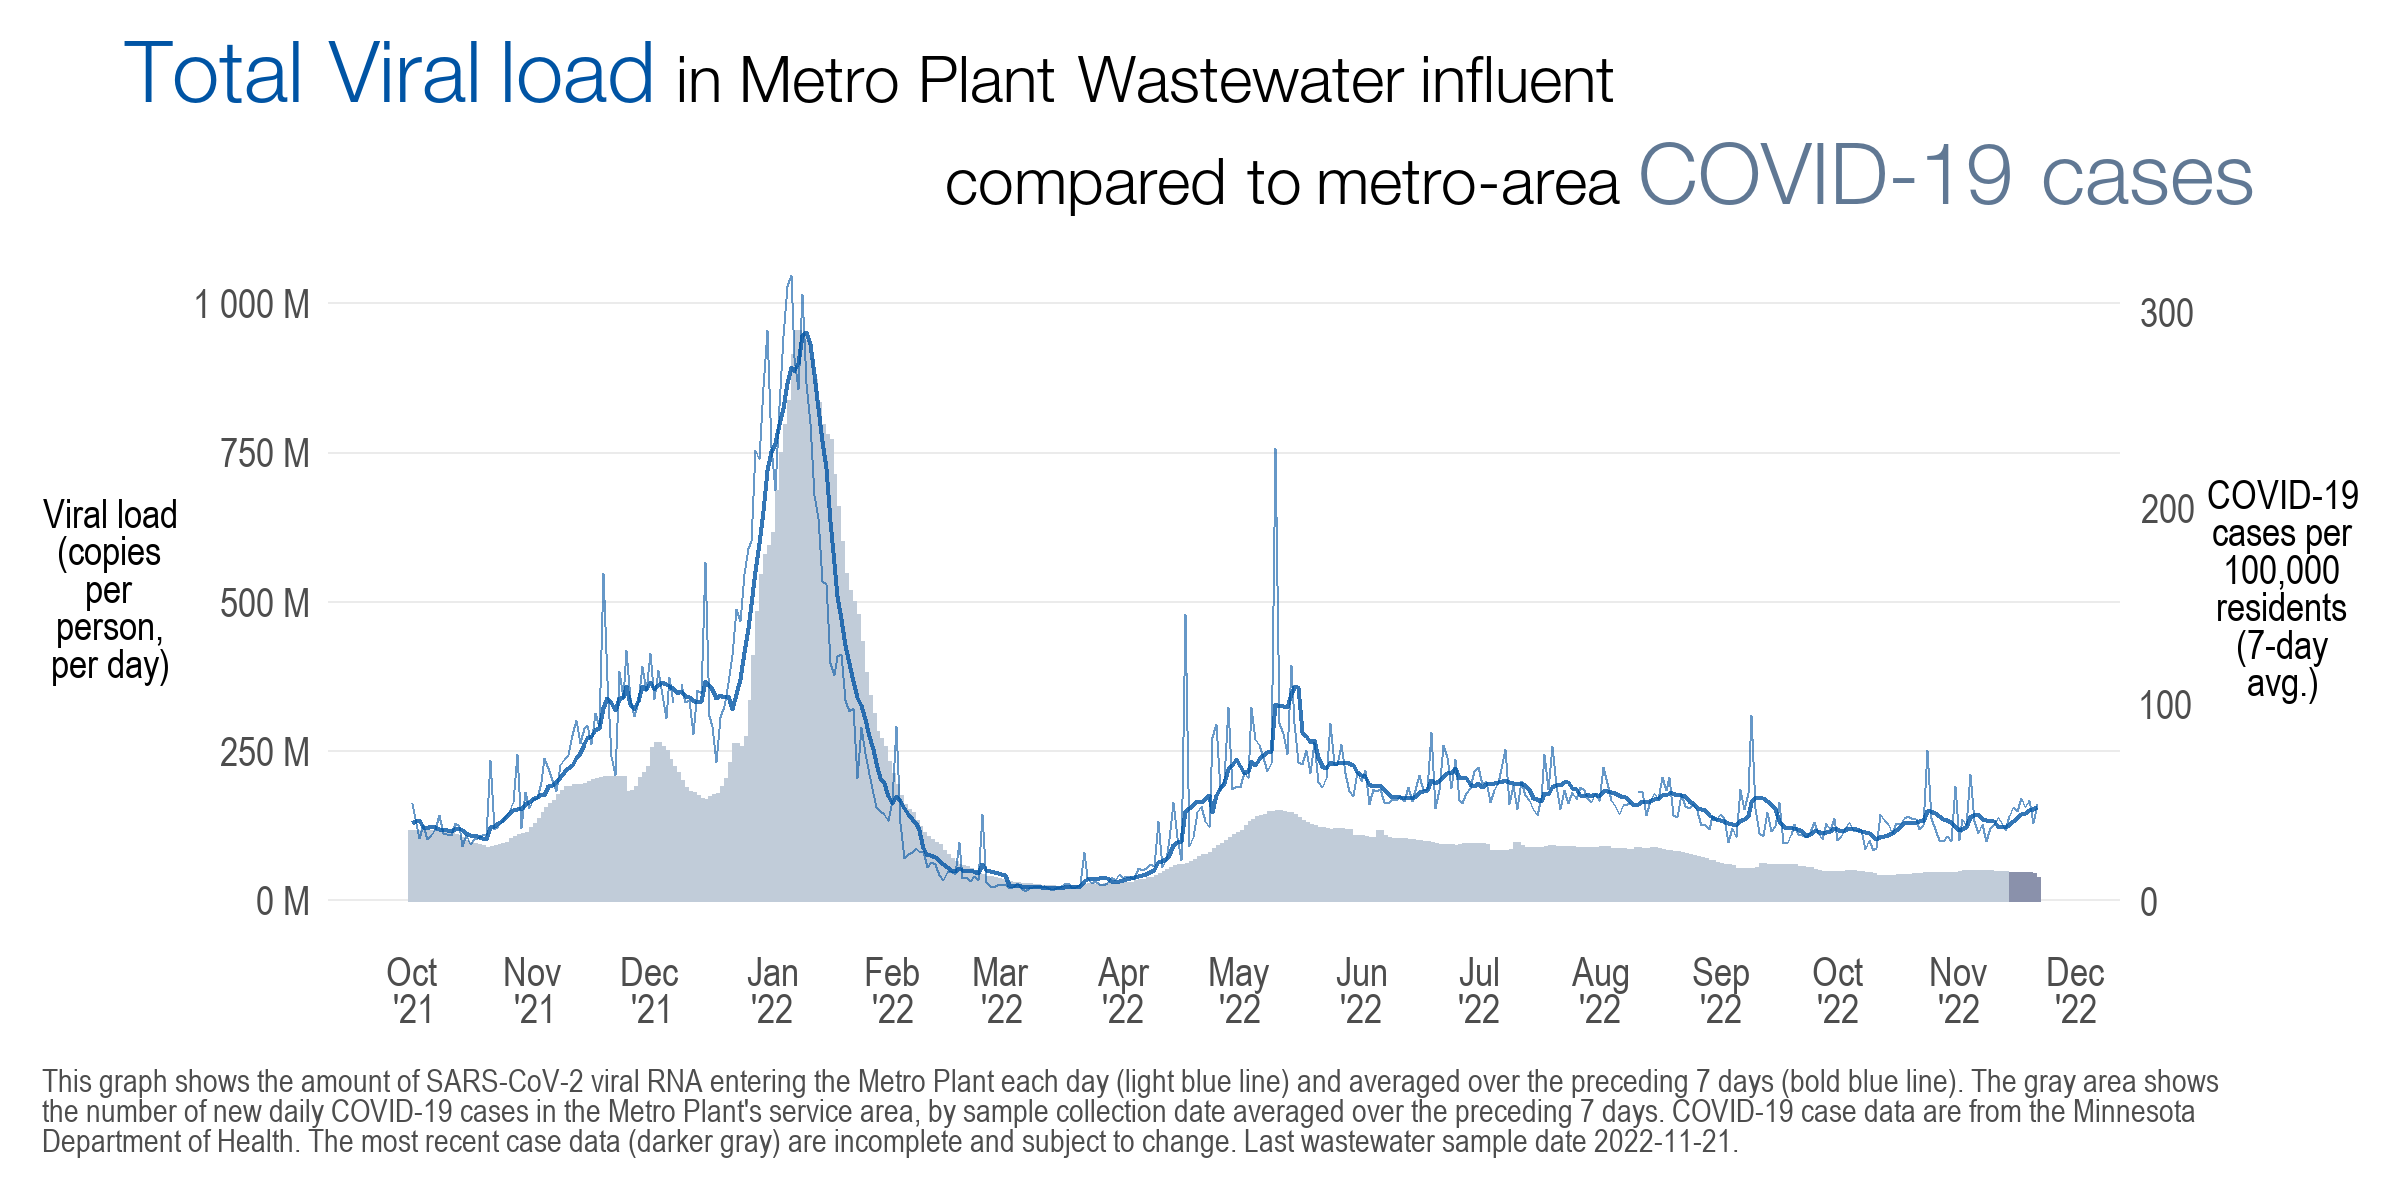 Total Viral load in Metro Plant Wastewater influent
compared to metro-area COVID-19 cases
1 000 M
750 M
500 M
250 M
0 M
Viral load
(copies
per
person,
per day)
300
200
100
0
COVID-19
cases per
100,000
residents
(7-day
avg.)
Oct '21
Nov '21
Dec '21
Jan '22
Feb '22
Mar '22
Apr '22
May '22
Jun '22
Jul '22
Aug '22
Sep '22
Oct '22
Nov '22
Dec '22
This graph shows the amount of SARS-CoV-2 viral RNA entering the Metro Plant each day (light blue line) and averaged over the preceding 7 days (bold blue line). The gray area shows
the number of new daily COVID-19 cases in the Metro Plant's service area, by sample collection date averaged over the preceding 7 days. COVID-19 case data are from the Minnesota
Department of Health. The most recent case data (darker gray) are incomplete and subject to change. Last wastewater sample date 2022-11-21.